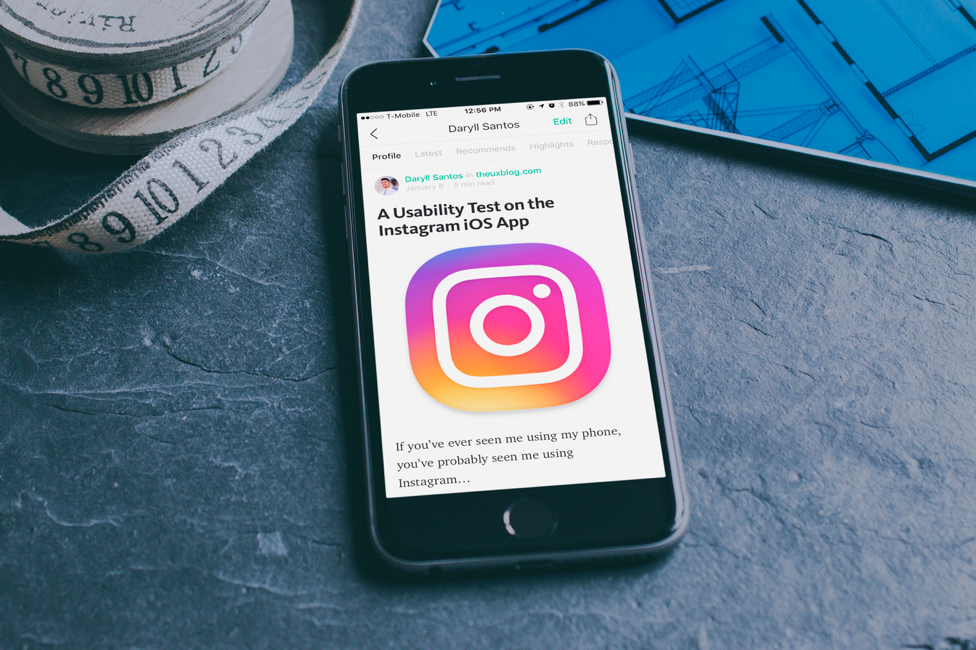 Rivier
7 8 9 10 1 2
8 9 10 1 2 3 4
T-Mobile LTE 12:56 PM 88%
Daryll Santos Edit
Profile Latest Recommends Highlights Resp
Daryll Santos in theuxblog.com
January 8 · 5 min read
A Usability Test on the
Instagram iOS App
If you’ve ever seen me using my phone,
you’ve probably seen me using
Instagram…